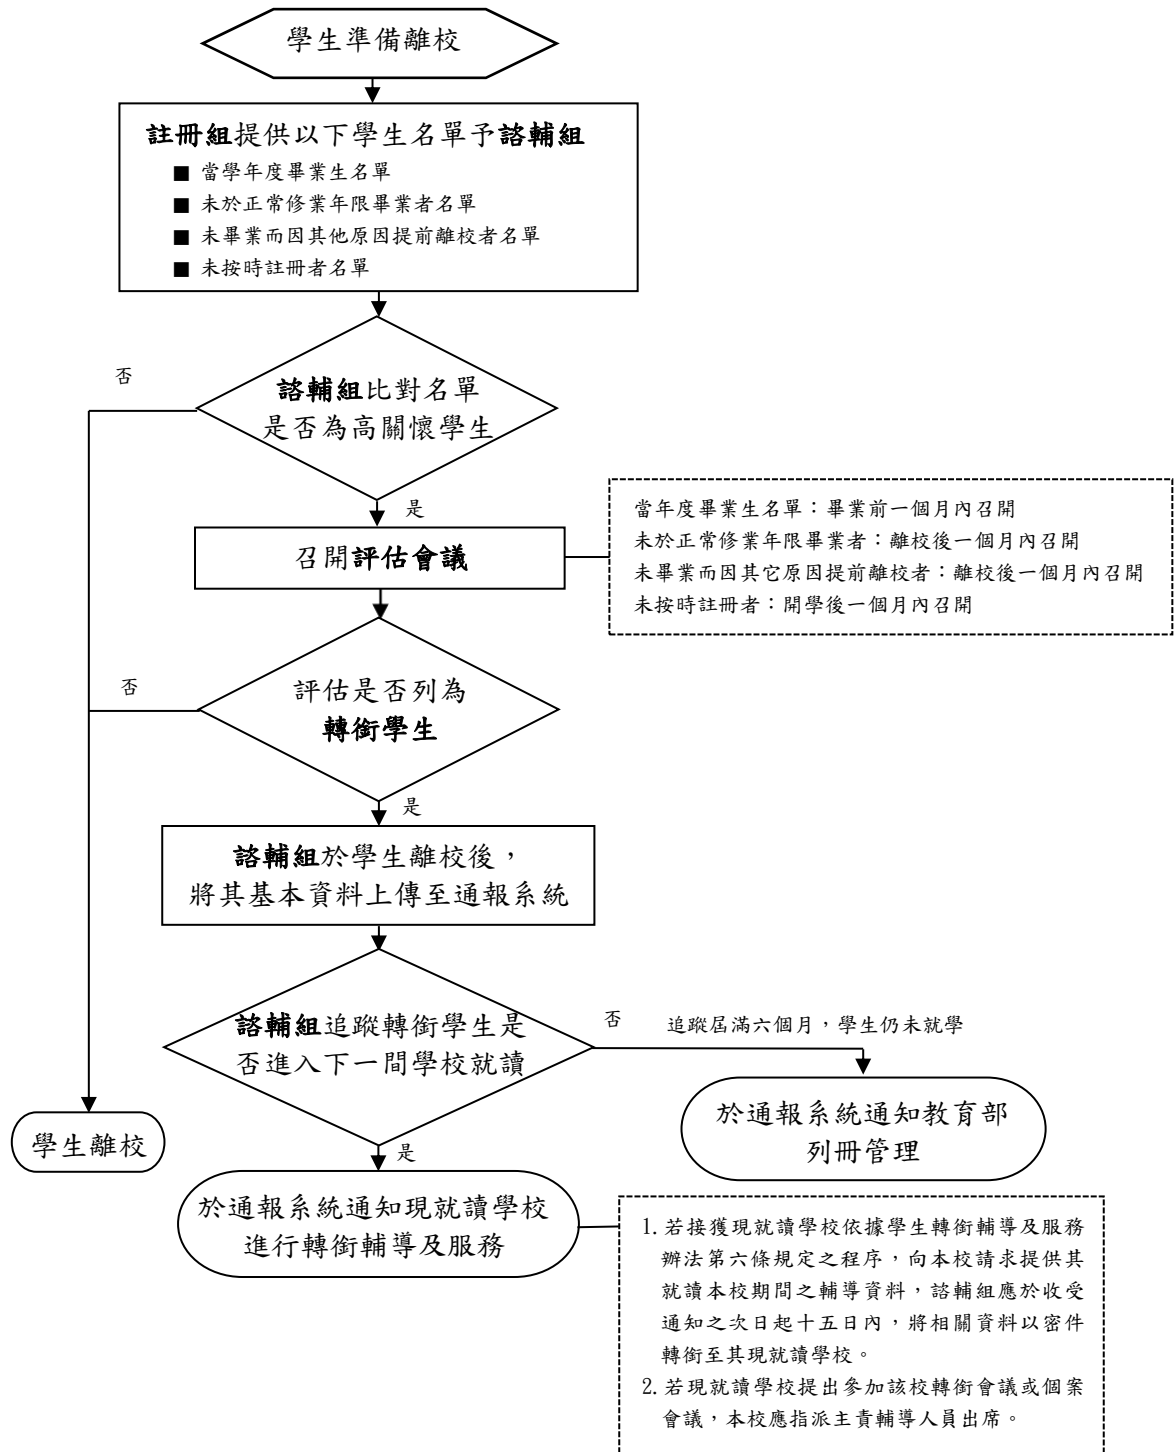 學生準備離校
註冊組提供以下學生名單予諮輔組
■ 當學年度畢業生名單
■ 未於正常修業年限畢業者名單
■ 未畢業而因其他原因提前離校者名單
■ 未按時註冊者名單
否
諮輔組比對名單
是否為高關懷學生
是
召開評估會議
當年度畢業生名單：畢業前一個月內召開
未於正常修業年限畢業者：離校後一個月內召開
未畢業而因其它原因提前離校者：離校後一個月內召開
未按時註冊者：開學後一個月內召開
否
評估是否列為
轉銜學生
是
諮輔組於學生離校後，
將其基本資料上傳至通報系統
諮輔組追蹤轉銜學生是
否進入下一間學校就讀
否
追蹤屆滿六個月，學生仍未就學
於通報系統通知教育部
列冊管理
學生離校
是
於通報系統通知現就讀學校
進行轉銜輔導及服務
1. 若接獲現就讀學校依據學生轉銜輔導及服務
辦法第六條規定之程序，向本校請求提供其
就讀本校期間之輔導資料，諮輔組應於收受
通知之次日起十五日內，將相關資料以密件
轉銜至其現就讀學校。
2. 若現就讀學校提出參加該校轉銜會議或個案
會議，本校應指派主責輔導人員出席。